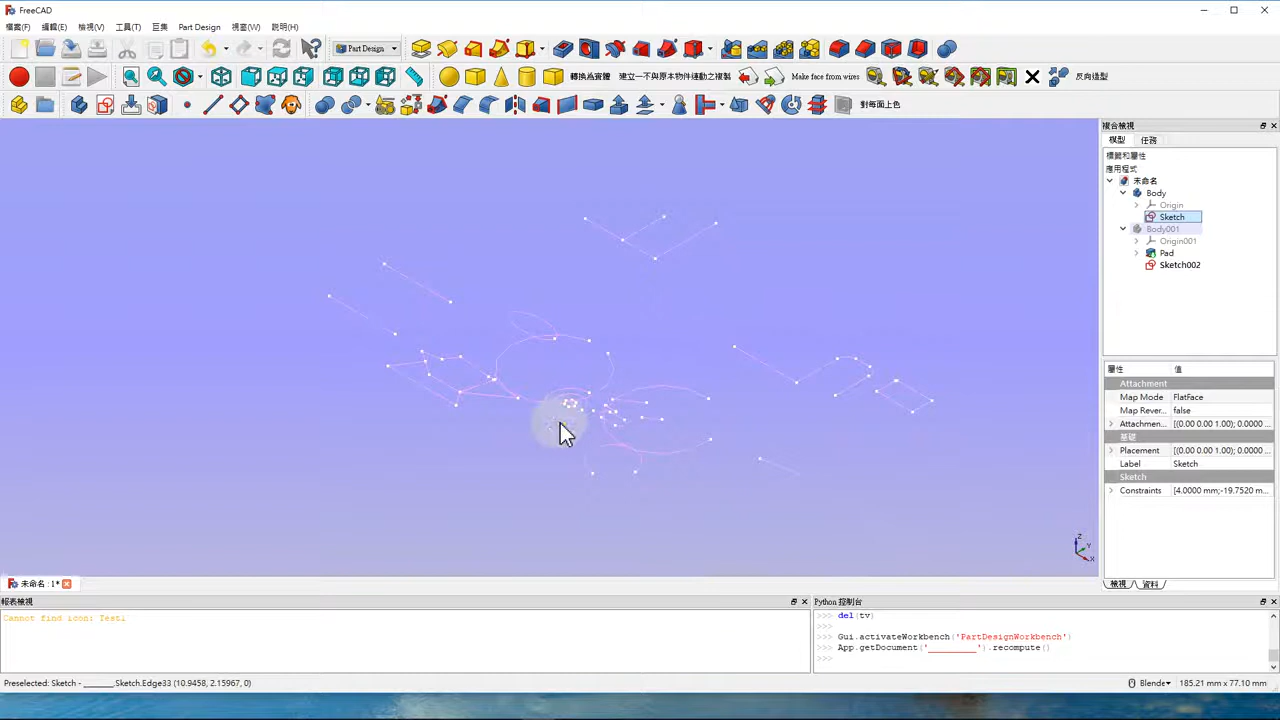 FreeCAD
檔案(F) 編輯(E) 檢視(V) 工具(T) 巨集 Part Design 視窗(W) 說明(H)
Part Design
轉換為實體 建立一不與原本物件連動之複製 Make face from wires 反向造型
對每面上色
複合檢視
模型 任務
標籤和屬性
應用程式
未命名
Body
Origin
Sketch
Body001
Origin001
Pad
Sketch002
屬性 值
Attachment
Map Mode FlatFace
Map Rever... false
Attachmen... [(0.00 0.00 1.00); 0.0000 ...
基礎
Placement [(0.00 0.00 1.00); 0.0000 ...
Label Sketch
Sketch
Constraints [4.0000 mm;-19.7520 m...
Z
Y
X
未命名 : 1*
檢視 資料
報表檢視
Cannot find icon: Test1
Python 控制台
>>> del(tv)
>>>
>>> Gui.activateWorkbench('PartDesignWorkbench')
>>> App.getDocument('_________').recompute()
>>>
Preselected: Sketch - ______.Sketch.Edge33 (10.9458, 2.15967, 0)
Blende 185.21 mm x 77.10 mm